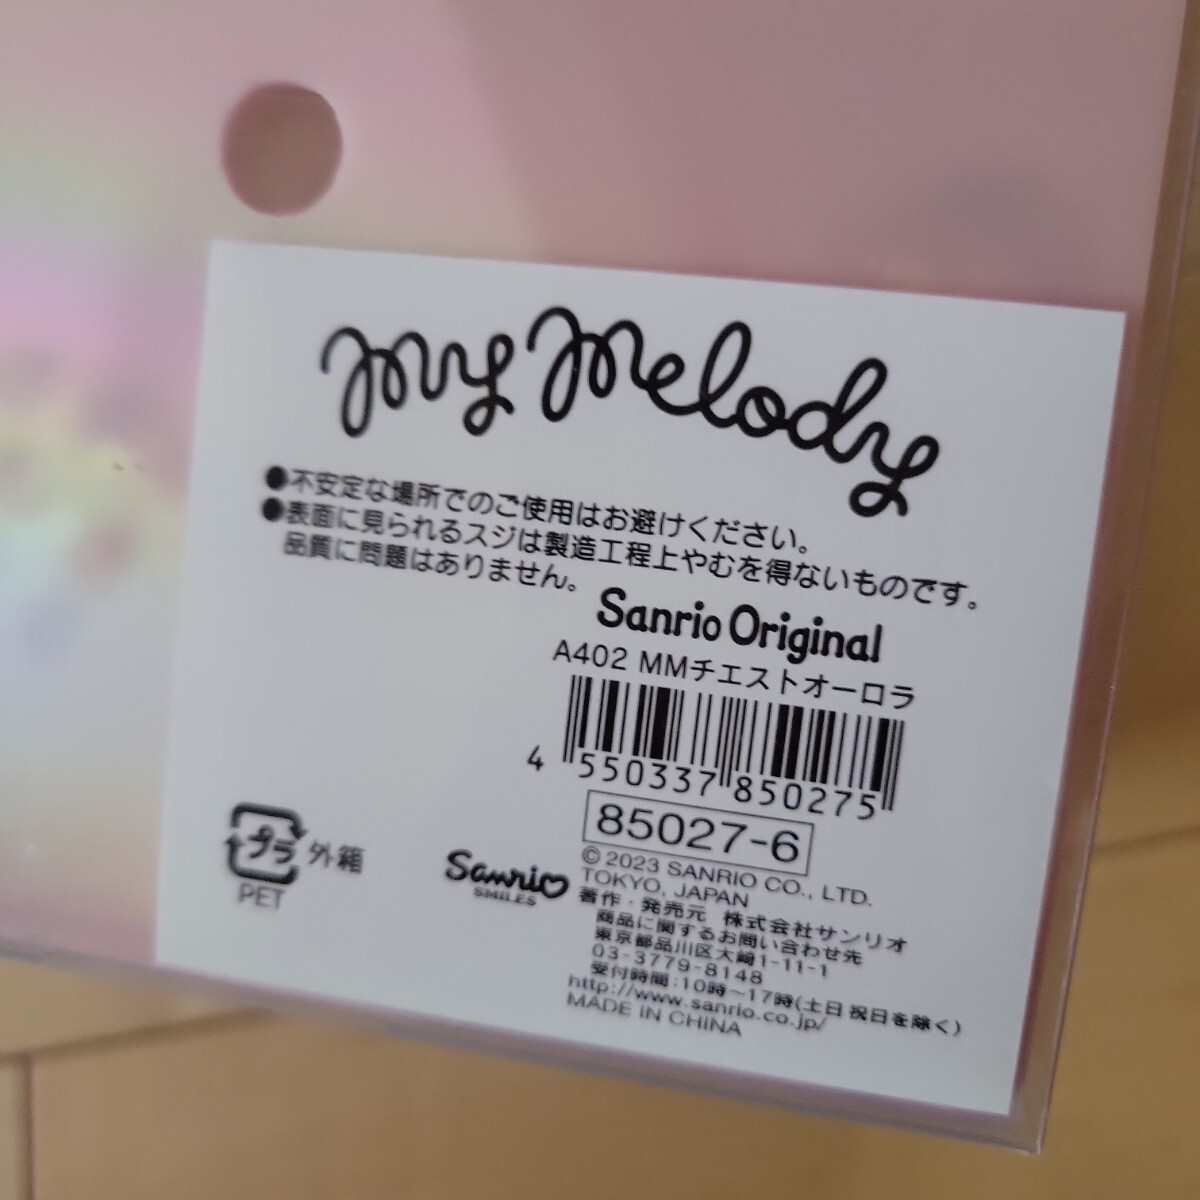 my melody
●不安定な場所でのご使用はお避けください。
●表面に見られるスジは製造工程上やむを得ないものです。
品質に問題はありません。
Sanrio Original
A402 MMチエストオーロラ
4 550337 850275
85027-6
プラ 外箱
PET
Sanrio
SMILES
© 2023 SANRIO CO., LTD.
TOKYO, JAPAN
著作・発売元 株式会社サンリオ
商品に関するお問い合わせ先
東京都品川区大崎1-11-1
03-3779-8148
受付時間:10時〜17時(土日祝日を除く)
http://www.sanrio.co.jp/
MADE IN CHINA